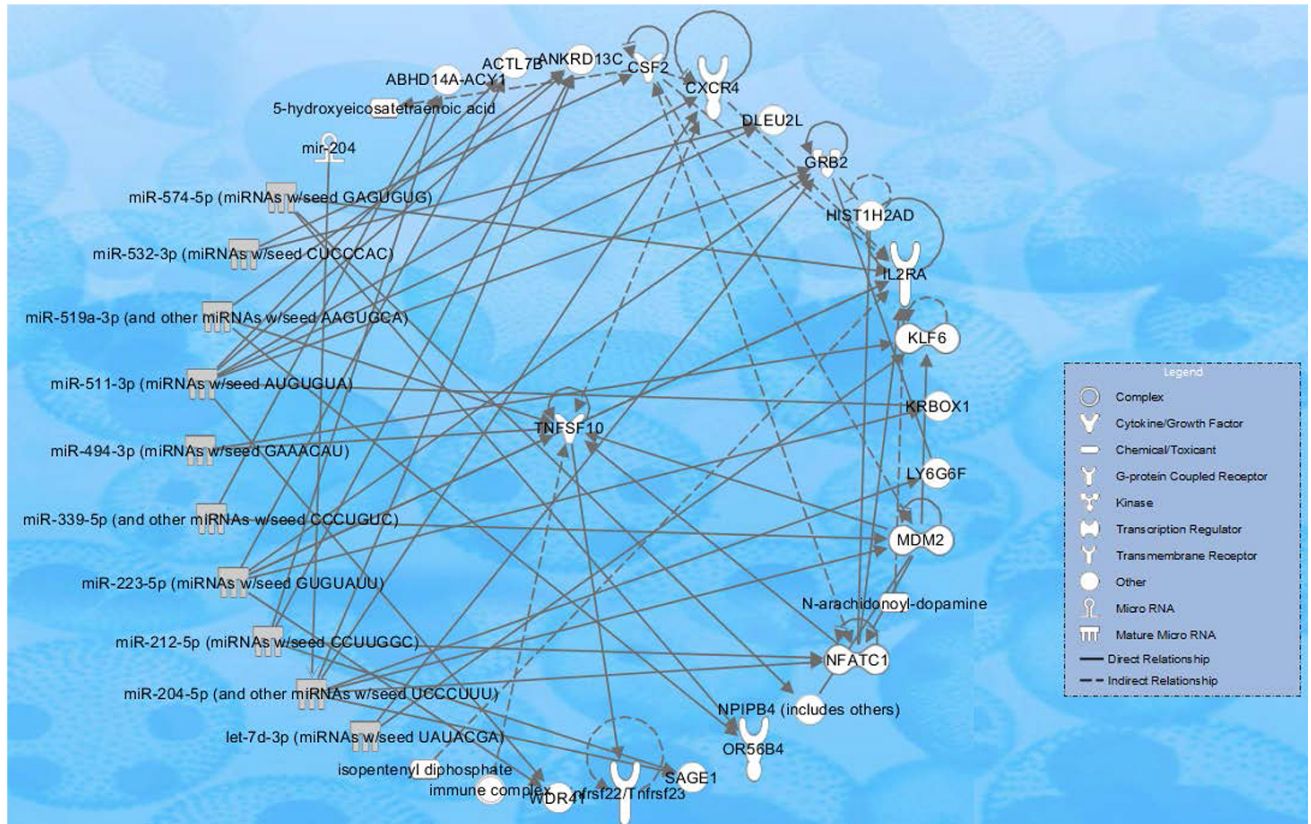 ANKRD13C
CSF2
ACTL7B
ABHD14A-ACY1
CXCR4
5-hydroxyeicosatetraenoic acid
DLEU2L
mir-204
GRB2
miR-574-5p (miRNAs w/seed GAGUGUG)
HIST1H2AD
miR-532-3p (miRNAs w/seed CUCCCAC)
IL2RA
miR-519a-3p (and other miRNAs w/seed AAGUGCA)
KLF6
miR-511-3p (miRNAs w/seed AUGUGUA)
KRBOX1
TNFSF10
miR-494-3p (miRNAs w/seed GAAACAU)
LY6G6F
miR-339-5p (and other miRNAs w/seed CCCUGUC)
MDM2
miR-223-5p (miRNAs w/seed GUGUAUU)
N-arachidonoyl-dopamine
miR-212-5p (miRNAs w/seed CCUUGGC)
NFATC1
miR-204-5p (and other miRNAs w/seed UCCCUUU)
NPIPB4 (includes others)
let-7d-3p (miRNAs w/seed UAUACGA)
OR56B4
isopentenyl diphosphate
SAGE1
immune complex
WDR41
Tnfrsf22/Tnfrsf23
Legend
Complex
Cytokine/Growth Factor
Chemical/Toxicant
G-protein Coupled Receptor
Kinase
Transcription Regulator
Transmembrane Receptor
Other
Micro RNA
Mature Micro RNA
Direct Relationship
Indirect Relationship